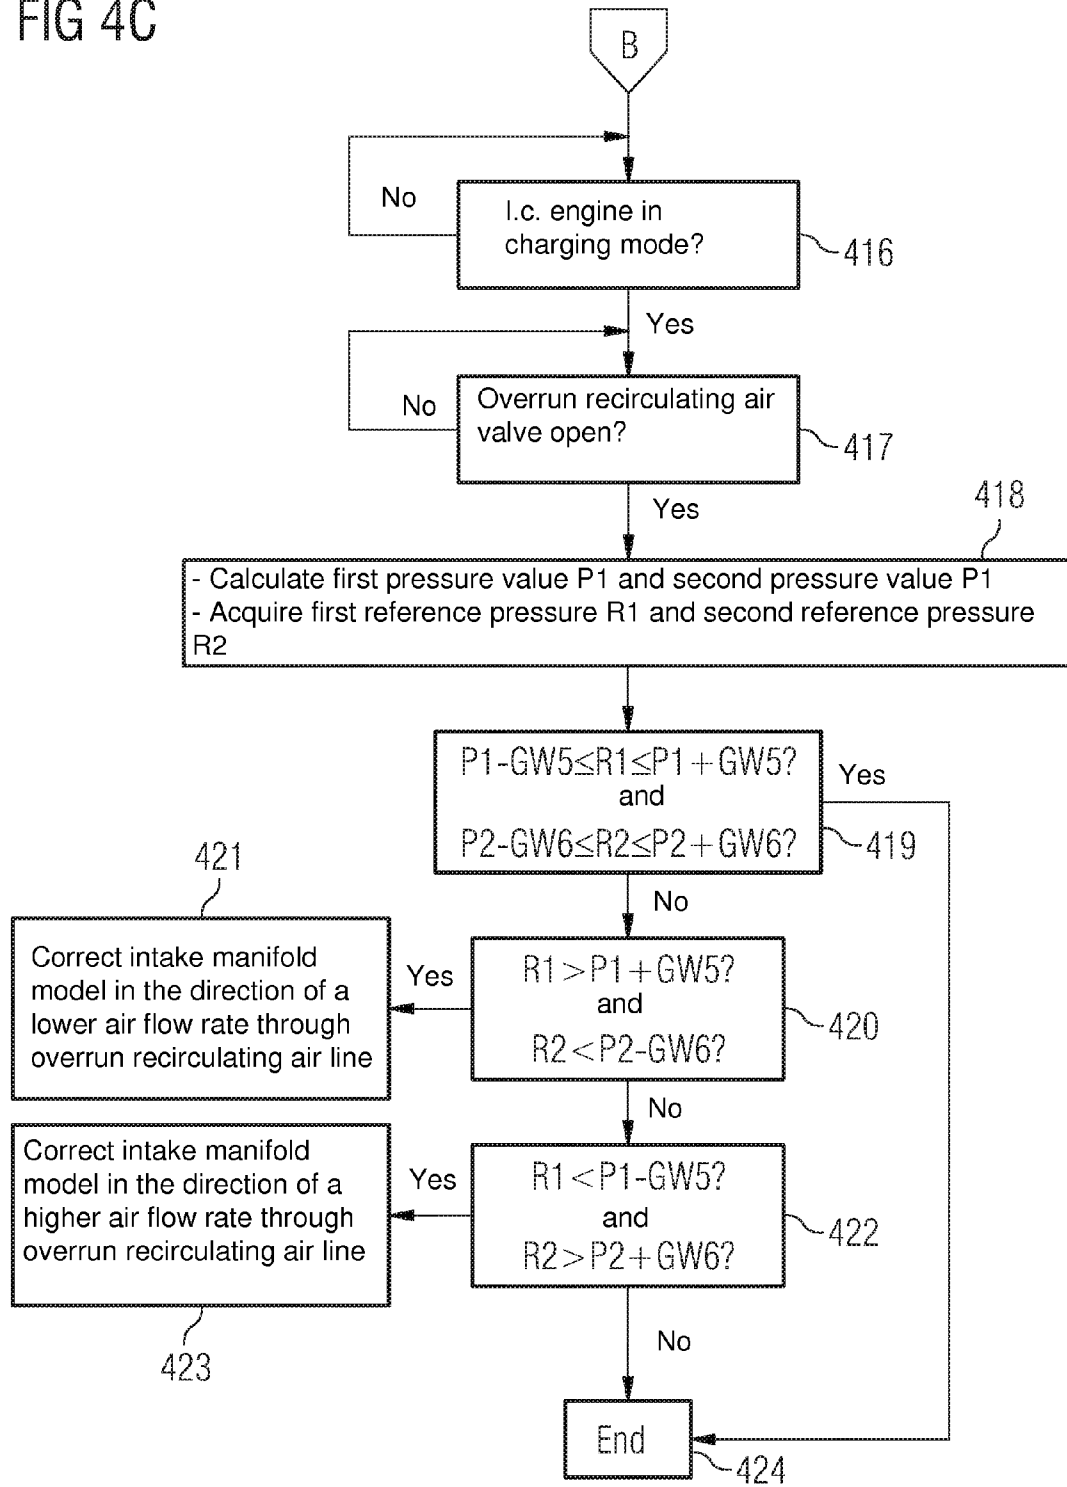 FIG 4C
B
No
I.c. engine in
charging mode?
416
Yes
No
Overrun recirculating air
valve open?
417
Yes
418
- Calculate first pressure value P1 and second pressure value P1
- Acquire first reference pressure R1 and second reference pressure
R2
P1-GW5≤R1≤P1+GW5?
and
P2-GW6≤R2≤P2+GW6?
Yes
419
No
421
Correct intake manifold
model in the direction of a
lower air flow rate through
overrun recirculating air line
Yes
R1>P1+GW5?
and
R2<P2-GW6?
420
No
Correct intake manifold
model in the direction of a
higher air flow rate through
overrun recirculating air line
Yes
R1<P1-GW5?
and
R2>P2+GW6?
422
423
No
End
424